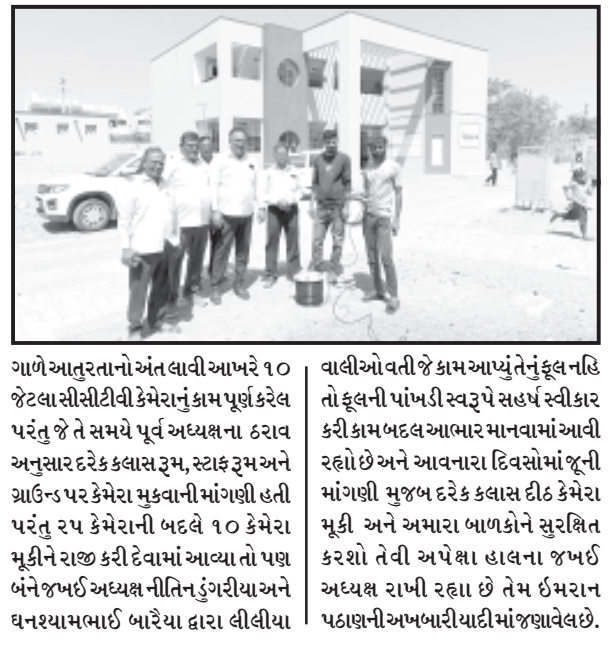 ગાળે આતુરતાનો અંત લાવી આખરે ૧૦
જેટલા સીસીટીવી કેમેરાનું કામ પૂર્ણ કરેલ
પરંતુ જે તે સમયે પૂર્વ અધ્યક્ષના ઠરાવ
અનુસાર દરેક કલાસ રૂમ, સ્ટાફ રૂમ અને
ગ્રાઉન્ડ પર કેમેરા મુકવાની માંગણી હતી
પરંતુ ૨૫ કેમેરાની બદલે ૧૦ કેમેરા
મૂકીને રાજી કરી દેવામાં આવ્યા તો પણ
બંને જખઈ અધ્યક્ષ નીતિન ડુંગરીયા અને
ઘનશ્યામભાઈ બારૈયા દ્વારા લીલીયા
વાલીઓ વતી જે કામ આપ્યું તેનું ફૂલ નહિ
તો ફૂલની પાંખડી સ્વરૂપે સહર્ષ સ્વીકાર
કરી કામ બદલ આભાર માનવામાં આવી
રહ્યો છે અને આવનારા દિવસોમાં જૂની
માંગણી મુજબ દરેક કલાસ દીઠ કેમેરા
મૂકી અને અમારા બાળકોને સુરક્ષિત
કરશો તેવી અપેક્ષા હાલના જખઈ
અધ્યક્ષ રાખી રહ્યા છે તેમ ઇમરાન
પઠાણની અખબારી યાદીમાં જણાવેલ છે.